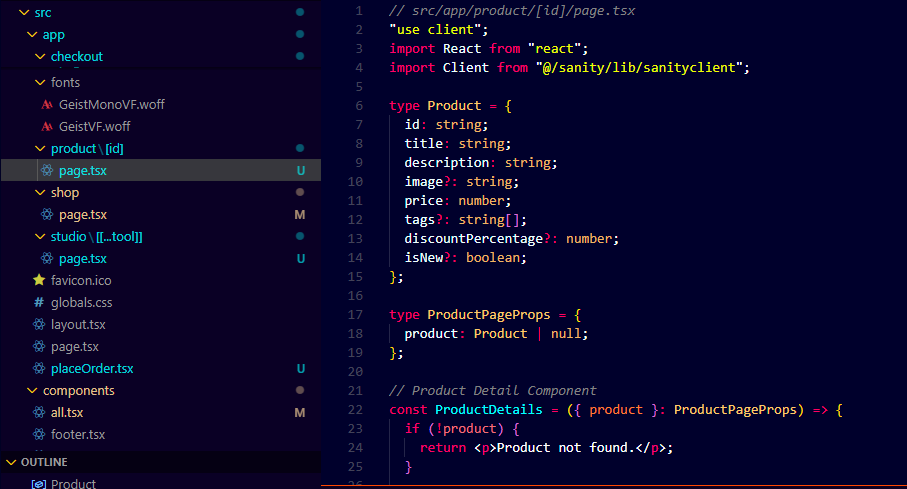 src
app
checkout
fonts
GeistMonoVF.woff
GeistVF.woff
product\[id]
page.tsx U
shop
page.tsx M
studio\[[...tool]]
page.tsx U
favicon.ico
# globals.css
layout.tsx
page.tsx
placeOrder.tsx U
components
all.tsx M
footer.tsx
OUTLINE
Product
1 // src/app/product/[id]/page.tsx
2 "use client";
3 import React from "react";
4 import Client from "@/sanity/lib/sanityclient";
5
6 type Product = {
7 id: string;
8 title: string;
9 description: string;
10 image?: string;
11 price: number;
12 tags?: string[];
13 discountPercentage?: number;
14 isNew?: boolean;
15 };
16
17 type ProductPageProps = {
18 product: Product | null;
19 };
20
21 // Product Detail Component
22 const ProductDetails = ({ product }: ProductPageProps) => {
23 if (!product) {
24 return <p>Product not found.</p>;
25 }